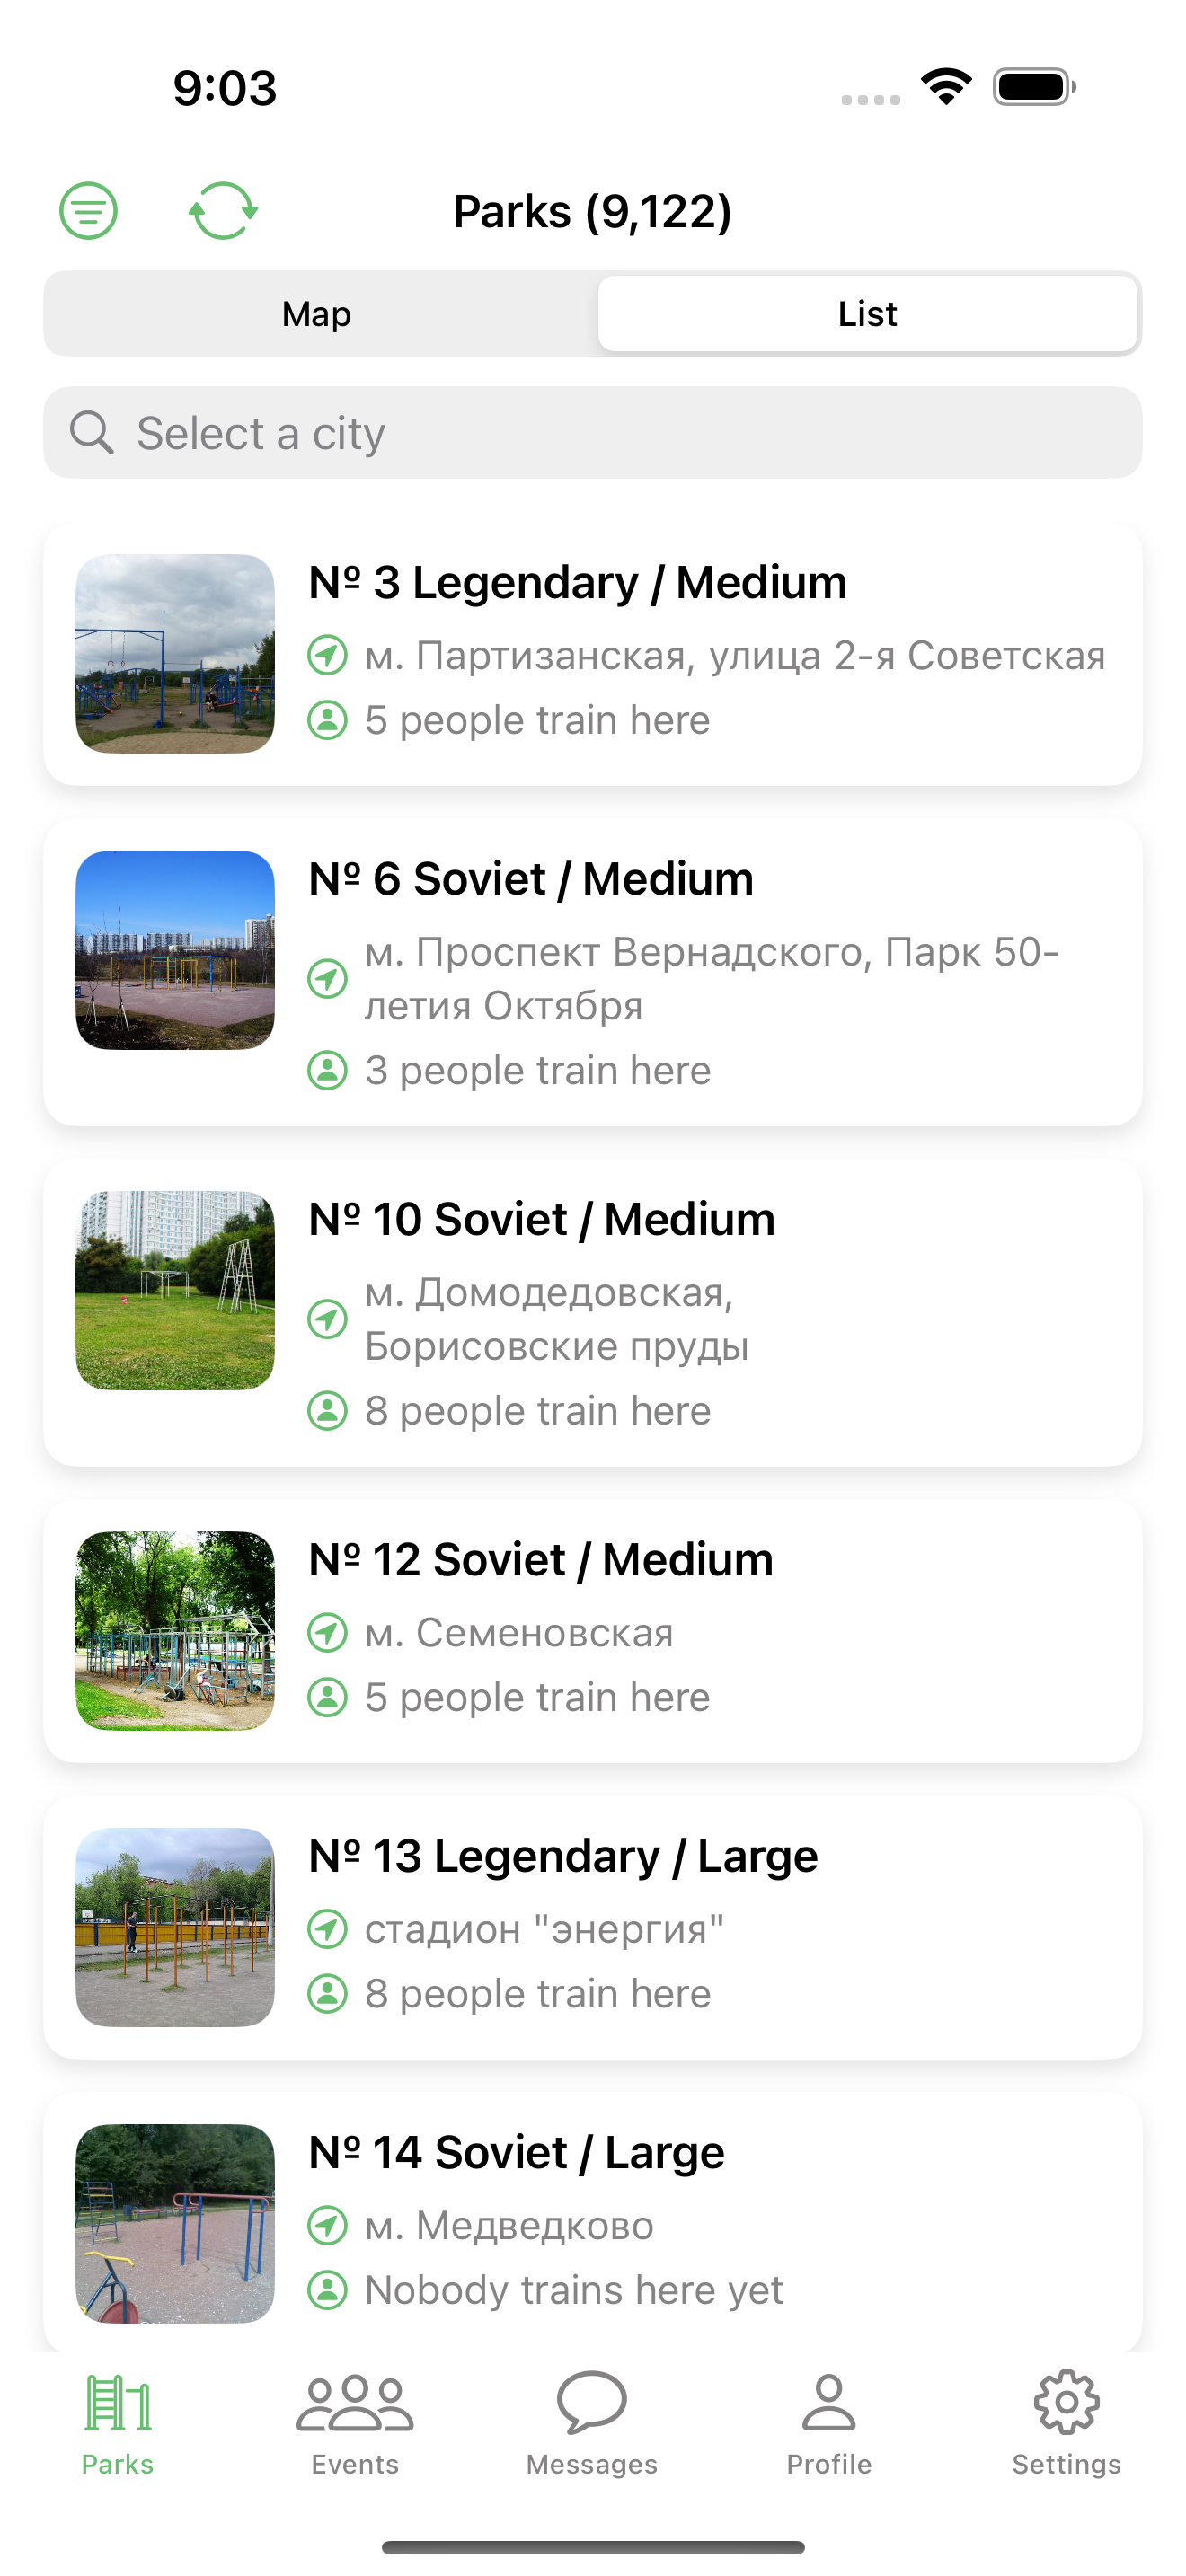 9:03
Parks (9,122)
Map
List
Select a city
Nº 3 Legendary / Medium
м. Партизанская, улица 2-я Советская
5 people train here
Nº 6 Soviet / Medium
м. Проспект Вернадского, Парк 50-
летия Октября
3 people train here
Nº 10 Soviet / Medium
м. Домодедовская,
Борисовские пруды
8 people train here
Nº 12 Soviet / Medium
м. Семеновская
5 people train here
Nº 13 Legendary / Large
стадион "энергия"
8 people train here
Nº 14 Soviet / Large
м. Медведково
Nobody trains here yet
Parks
Events
Messages
Profile
Settings